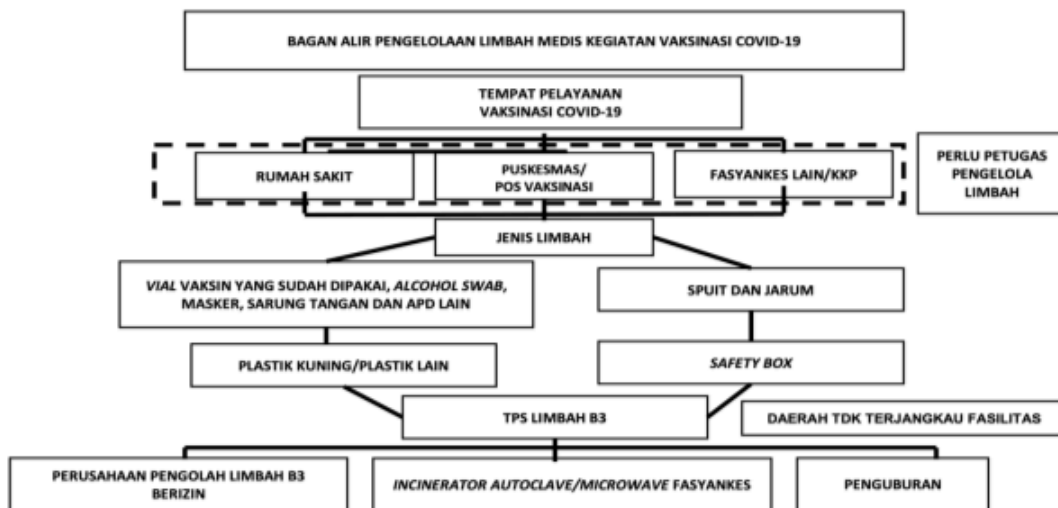 BAGAN ALIR PENGELOLAAN LIMBAH MEDIS KEGIATAN VAKSINASI COVID-19
TEMPAT PELAYANAN
VAKSINASI COVID-19
RUMAH SAKIT
PUSKESMAS/
POS VAKSINASI
FASYANKES LAIN/KKP
PERLU PETUGAS
PENGELOLA
LIMBAH
JENIS LIMBAH
VIAL VAKSIN YANG SUDAH DIPAKAI, ALCOHOL SWAB,
MASKER, SARUNG TANGAN DAN APD LAIN
SPUIT DAN JARUM
PLASTIK KUNING/PLASTIK LAIN
SAFETY BOX
TPS LIMBAH B3
DAERAH TDK TERJANGKAU FASILITAS
PERUSAHAAN PENGOLAH LIMBAH B3
BERIZIN
INCINERATOR AUTOCLAVE/MICROWAVE FASYANKES
PENGUBURAN